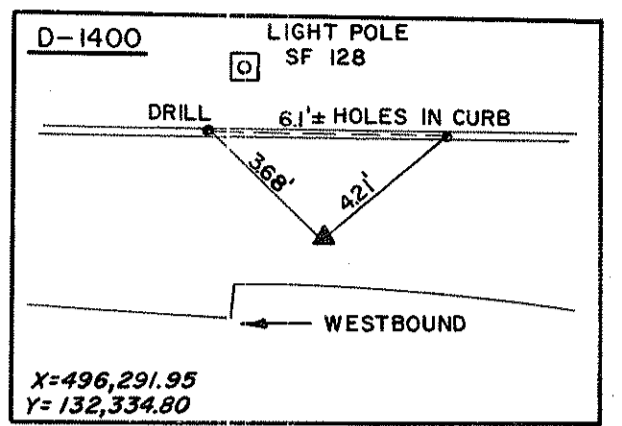 D-1400
LIGHT POLE
SF 128
DRILL 6.1'± HOLES IN CURB
3.68'
4.21'
WESTBOUND
X=496,291.95
Y=132,334.80